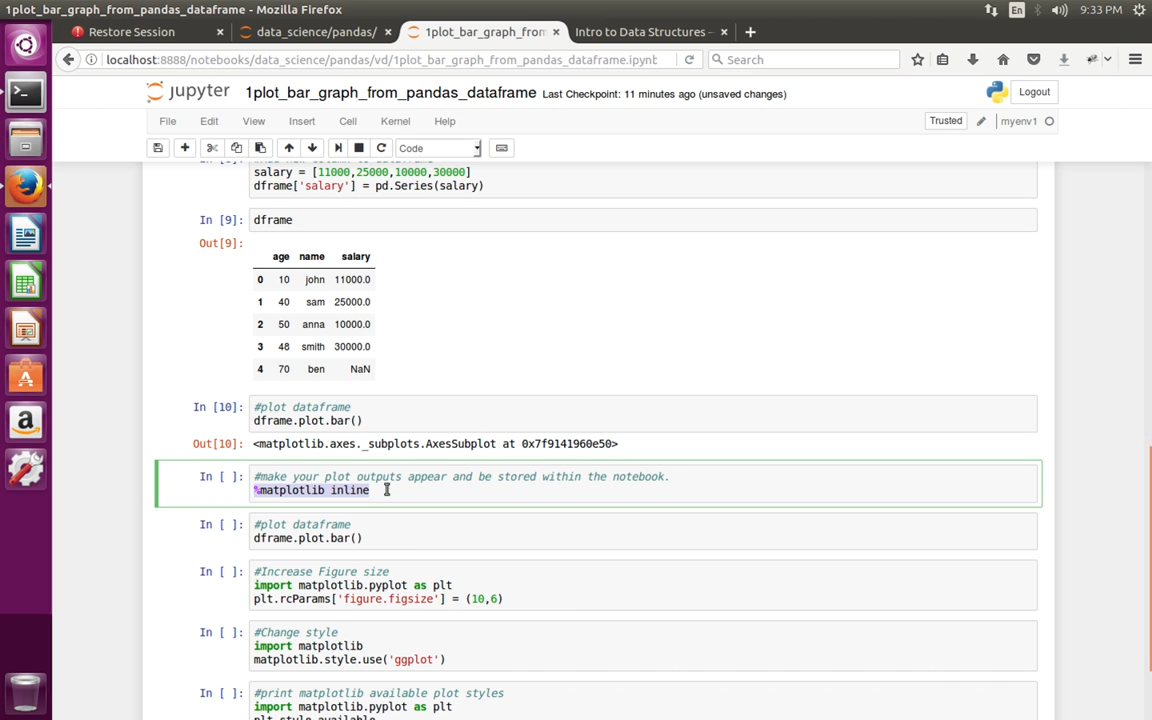 1plot_bar_graph_from_pandas_dataframe - Mozilla Firefox
En
9:33 PM
Restore Session
data_science/pandas/
1plot_bar_graph_from
Intro to Data Structures —
localhost:8888/notebooks/data_science/pandas/vd/1plot_bar_graph_from_pandas_dataframe.ipynb
Search
jupyter
1plot_bar_graph_from_pandas_dataframe
Last Checkpoint: 11 minutes ago (unsaved changes)
Logout
File Edit View Insert Cell Kernel Help
Trusted
myenv1
Code
salary = [11000,25000,10000,30000]
dframe['salary'] = pd.Series(salary)
In [9]: dframe
Out[9]:
age name salary
0 10 john 11000.0
1 40 sam 25000.0
2 50 anna 10000.0
3 48 smith 30000.0
4 70 ben NaN
In [10]: #plot dataframe
dframe.plot.bar()
Out[10]: <matplotlib.axes._subplots.AxesSubplot at 0x7f9141960e50>
In [ ]: #make your plot outputs appear and be stored within the notebook.
%matplotlib inline
In [ ]: #plot dataframe
dframe.plot.bar()
In [ ]: #Increase Figure size
import matplotlib.pyplot as plt
plt.rcParams['figure.figsize'] = (10,6)
In [ ]: #Change style
import matplotlib
matplotlib.style.use('ggplot')
In [ ]: #print matplotlib available plot styles
import matplotlib.pyplot as plt
plt.style.available